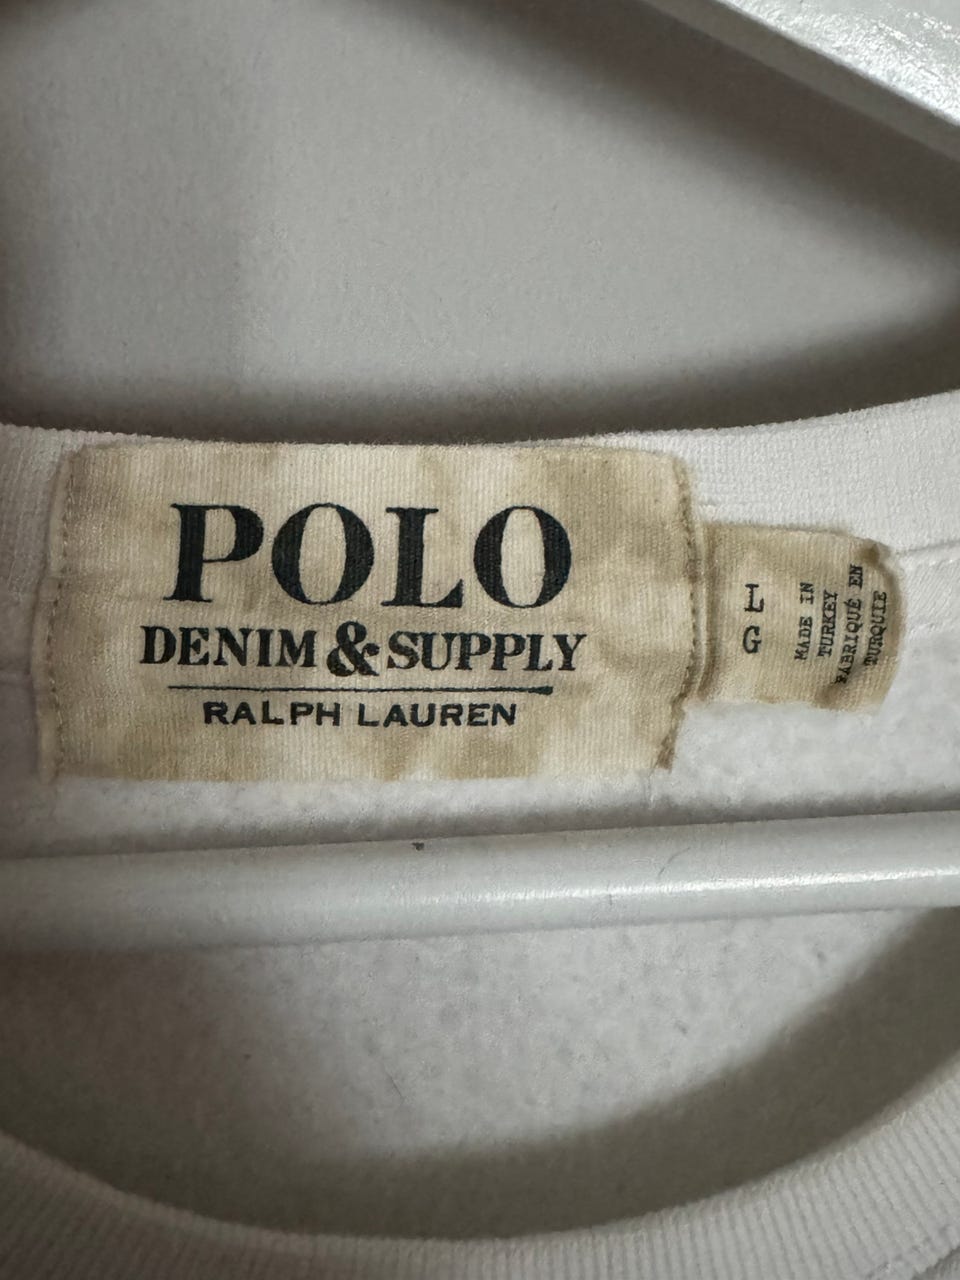 POLO
DENIM & SUPPLY
RALPH LAUREN
L
G
MADE IN
TURKEY
FABRIQUÉ EN
TURQUIE